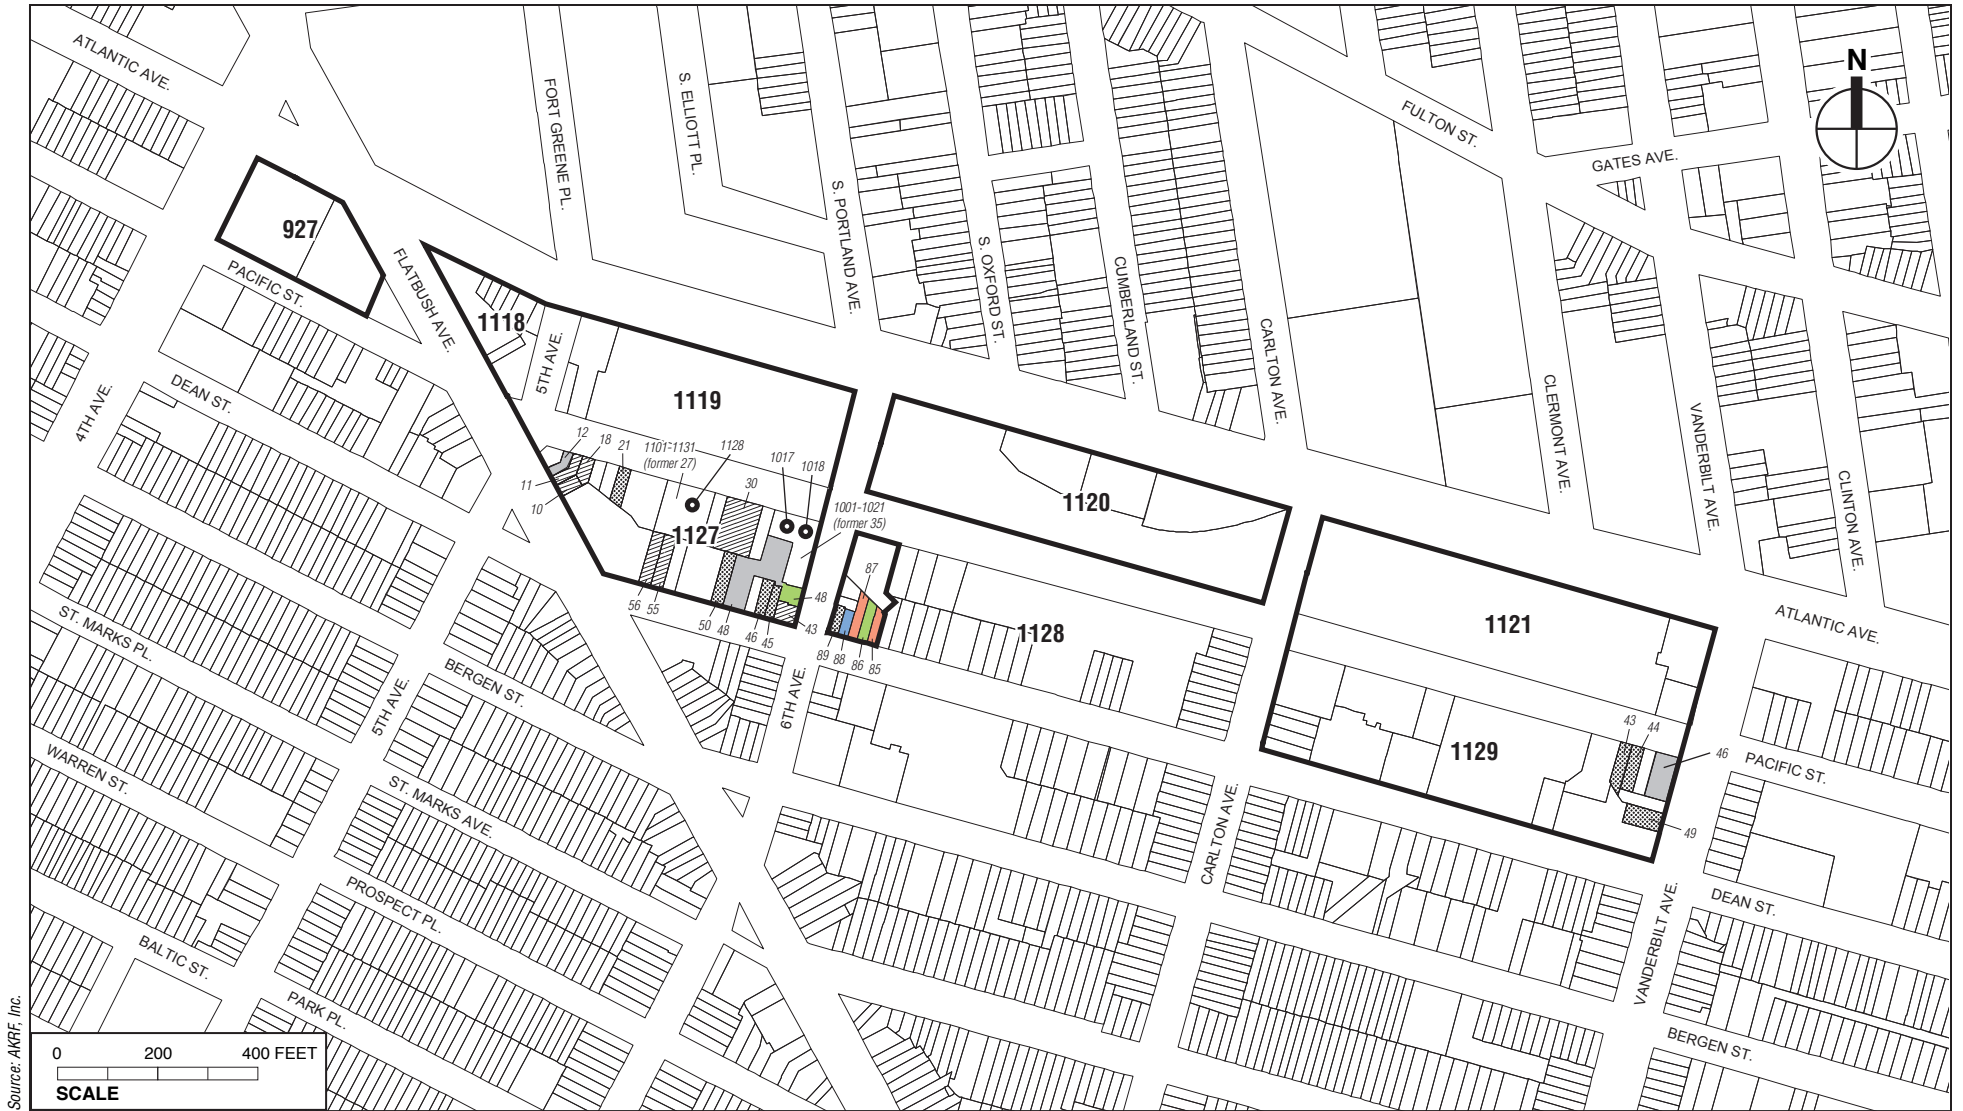 ATLANTIC AVE.
N
FULTON ST.
GATES AVE.
FORT GREENE PL.
S. ELLIOTT PL.
S. PORTLAND AVE.
S. OXFORD ST.
CUMBERLAND ST.
CARLTON AVE.
CLERMONT AVE.
VANDERBILT AVE.
CLINTON AVE.
927
PACIFIC ST.
FLATBUSH AVE.
1118
5TH AVE.
1119
DEAN ST.
4TH AVE.
12
18
21
1101-1131
(former 27)
1128
1017
1018
11
10
30
1001-1021
(former 35)
1127
1120
87
56
55
50
48
46
45
43
48
89
88
86
85
1128
1121
ATLANTIC AVE.
ST. MARKS PL.
BERGEN ST.
5TH AVE.
6TH AVE.
1129
43
44
46
49
PACIFIC ST.
WARREN ST.
ST. MARKS AVE.
CARLTON AVE.
PROSPECT PL.
VANDERBILT AVE.
DEAN ST.
BALTIC ST.
PARK PL.
BERGEN ST.
0 200 400 FEET
SCALE
Source: AKRF, Inc.